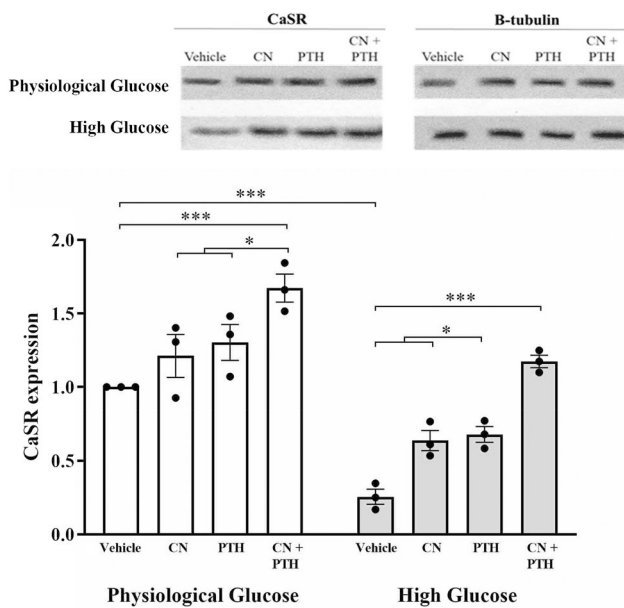 CaSR
B-tubulin
Vehicle CN PTH CN + PTH
Vehicle CN PTH CN + PTH
Physiological Glucose
High Glucose
***
***
*
***
*
2.0
1.5
1.0
0.5
0.0
CaSR expression
Vehicle CN PTH CN + PTH
Vehicle CN PTH CN + PTH
Physiological Glucose
High Glucose